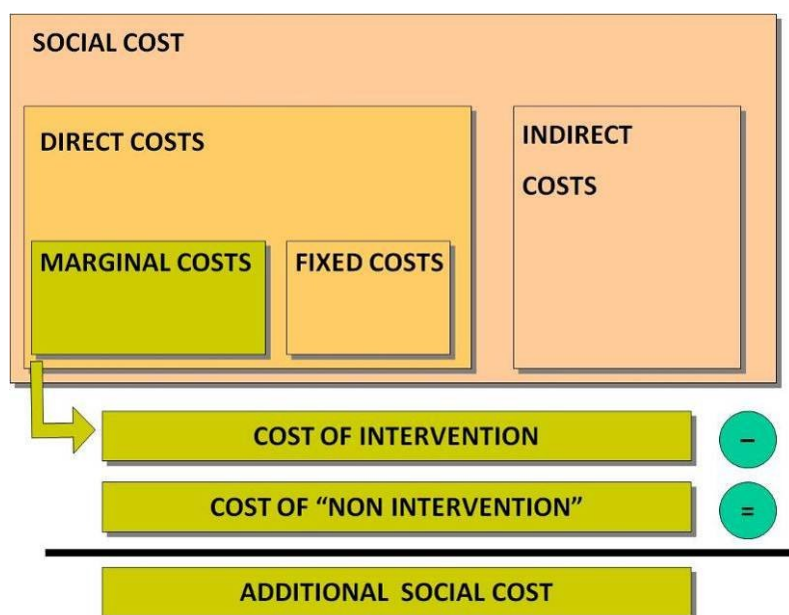 SOCIAL COST
DIRECT COSTS
INDIRECT
COSTS
MARGINAL COSTS
FIXED COSTS
COST OF INTERVENTION
–
COST OF “NON INTERVENTION”
=
ADDITIONAL SOCIAL COST